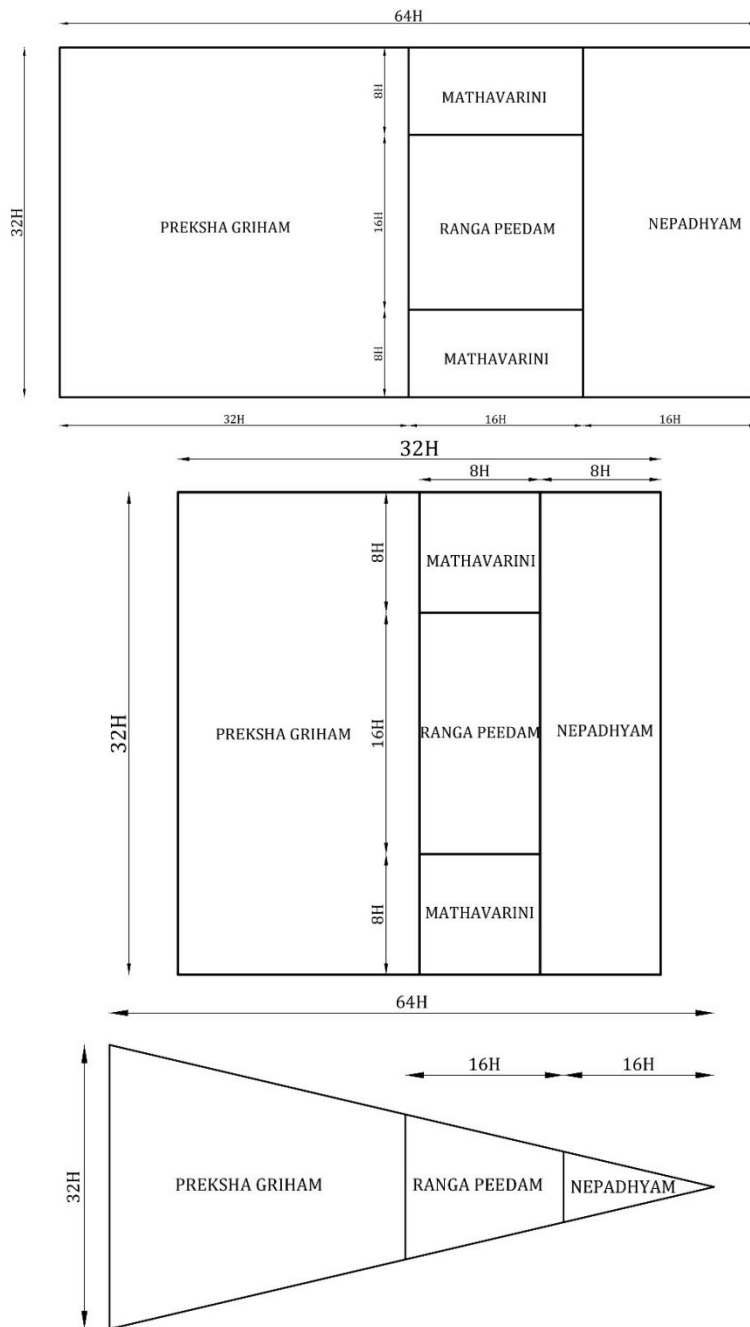 64H
8H
MATHAVARINI
32H
16H
PREKSHA GRIHAM
RANGA PEEDAM
NEPADHYAM
8H
MATHAVARINI
32H
16H
16H
32H
8H
8H
8H
MATHAVARINI
32H
PREKSHA GRIHAM
16H
RANGA PEEDAM
NEPADHYAM
8H
MATHAVARINI
64H
16H
16H
32H
PREKSHA GRIHAM
RANGA PEEDAM
NEPADHYAM